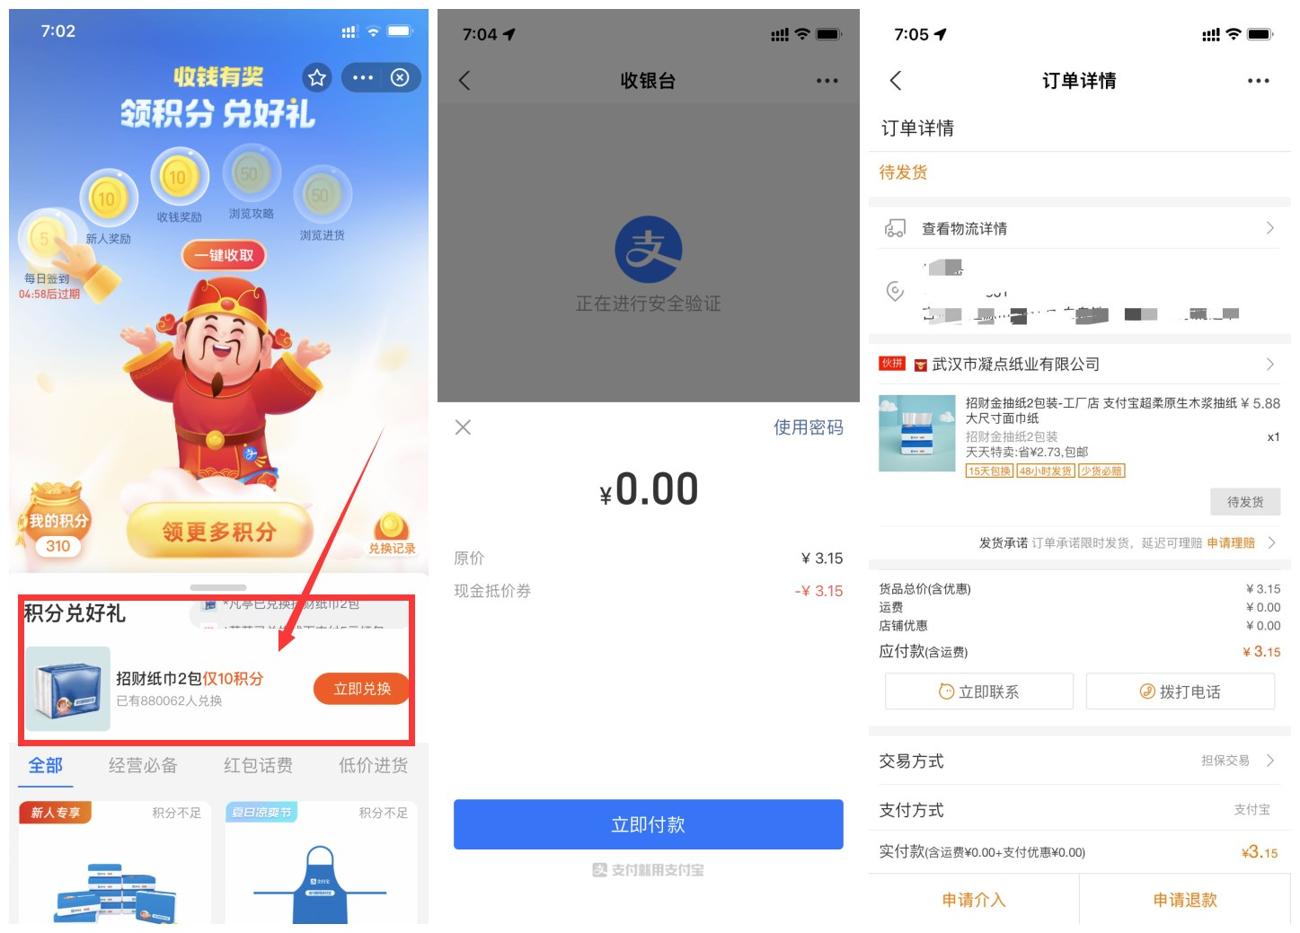 7:02
收钱有奖
领积分 兑好礼
5
10
10
50
50
每日签到
04:58后过期
新人奖励
收钱奖励
浏览攻略
浏览进货
一键收取
我的积分
310
领更多积分
兑换记录
积分兑好礼
招财纸巾2包仅10积分
已有880062人兑换
立即兑换
全部
经营必备
红包话费
低价进货
新人专享
积分不足
夏日凉爽节
积分不足
支付宝
7:04
收银台
支
正在进行安全验证
使用密码
¥0.00
原价
¥ 3.15
现金抵价券
-¥ 3.15
立即付款
支付就用支付宝
7:05
订单详情
订单详情
待发货
查看物流详情
伙拼
武汉市凝点纸业有限公司
招财金抽纸2包装-工厂店 支付宝超柔原生木浆抽纸 ¥ 5.88
大尺寸面巾纸
招财金抽纸2包装
x1
天天特卖:省¥2.73,包邮
15天包换 48小时发货 少货必赔
待发货
发货承诺 订单承诺限时发货，延迟可理赔 申请理赔
货品总价(含优惠)
¥ 3.15
运费
¥ 0.00
店铺优惠
¥ 0.00
应付款(含运费)
¥ 3.15
立即联系
拨打电话
交易方式
担保交易
支付方式
支付宝
实付款(含运费¥0.00+支付优惠¥0.00)
¥3.15
申请介入
申请退款